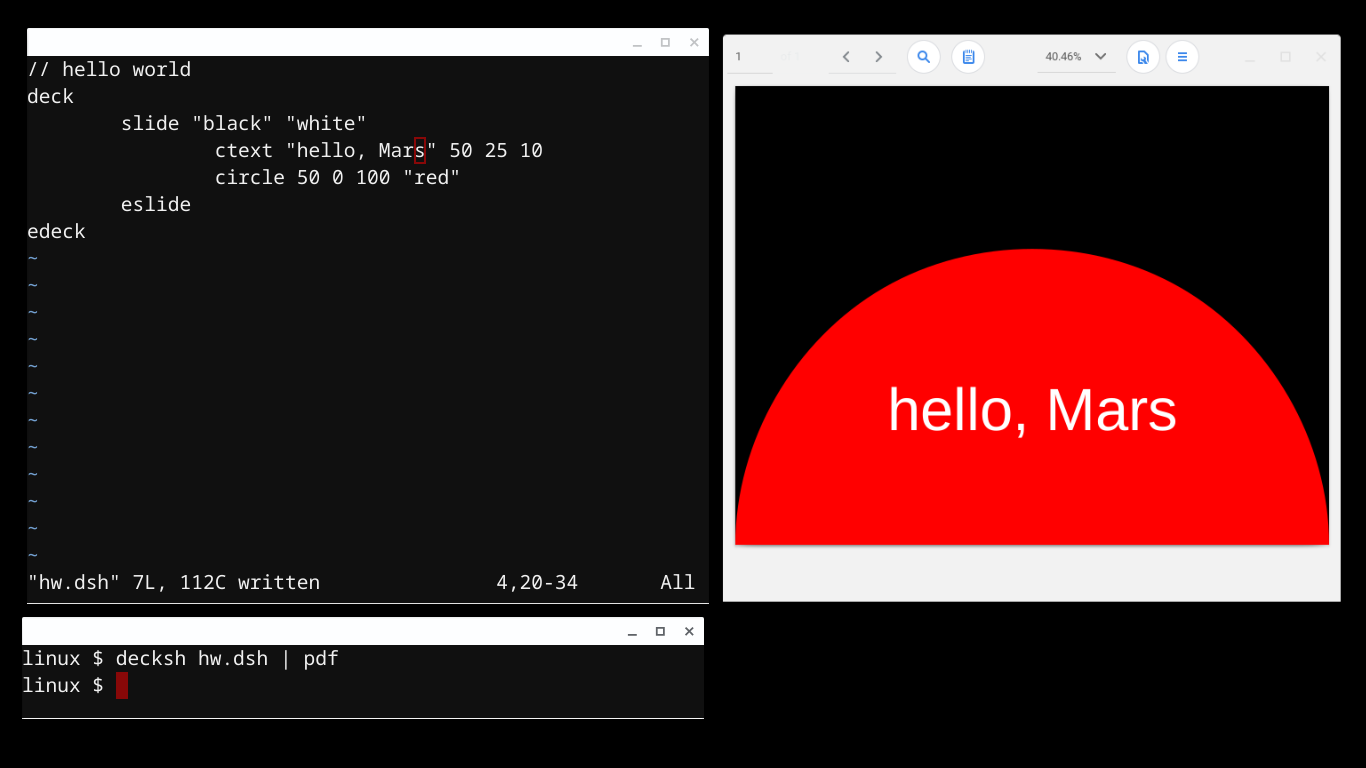 // hello world
deck
slide "black" "white"
ctext "hello, Mars" 50 25 10
circle 50 0 100 "red"
eslide
edeck
~
~
~
~
~
~
~
~
~
~
~
~
"hw.dsh" 7L, 112C written 4,20-34 All
linux $ decksh hw.dsh | pdf
linux $
1
40.46%
hello, Mars